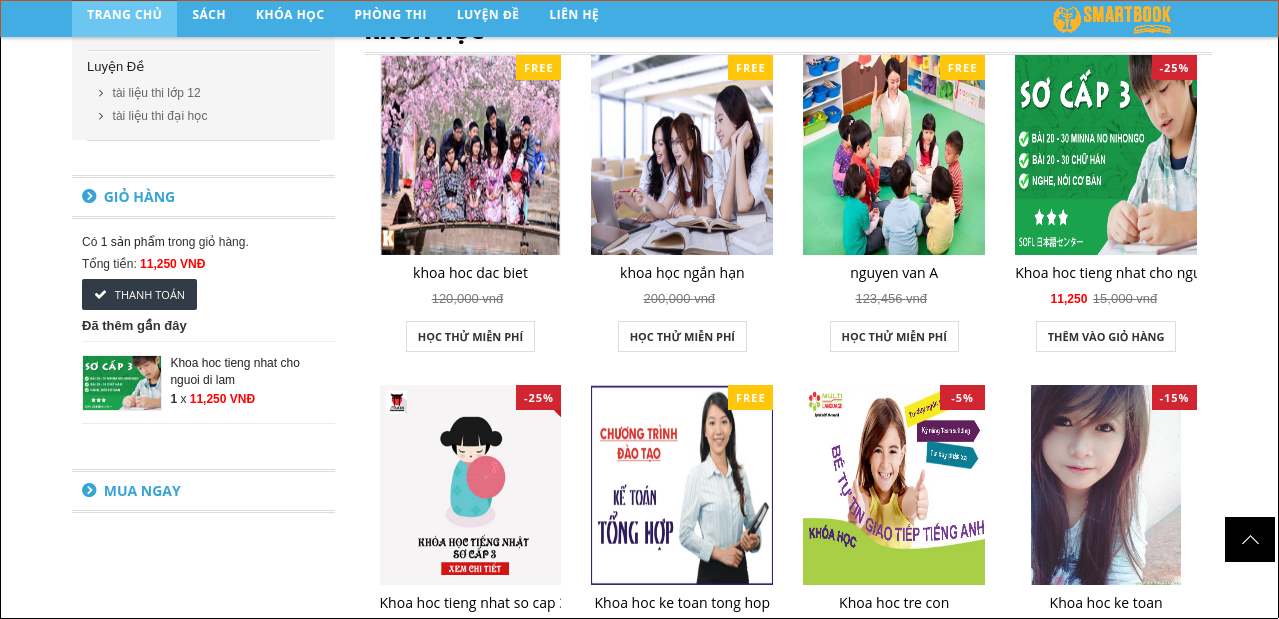 TRANG CHỦ SÁCH KHÓA HỌC PHÒNG THI LUYỆN ĐỀ LIÊN HỆ SMARTBOOK
Luyện Đề
tài liệu thi lớp 12
tài liệu thi đại học
GIỎ HÀNG
Có 1 sản phẩm trong giỏ hàng.
Tổng tiền: 11,250 VNĐ
THANH TOÁN
Đã thêm gần đây
Khoa hoc tieng nhat cho
nguoi di lam
1 x 11,250 VNĐ
MUA NGAY
FREE
khoa hoc dac biet
120,000 vnđ
HỌC THỬ MIỄN PHÍ
FREE
khoa học ngắn hạn
200,000 vnđ
HỌC THỬ MIỄN PHÍ
FREE
nguyen van A
123,456 vnđ
HỌC THỬ MIỄN PHÍ
-25%
SƠ CẤP 3
BÀI 20 - 30 MINNA NO NIHONGO
BÀI 20 - 30 CHỮ HÁN
NGHE, NÓI CƠ BẢN
SOFL 日本語センター
Khoa hoc tieng nhat cho ngu
11,250 15,000 vnđ
THÊM VÀO GIỎ HÀNG
-25%
KHÓA HỌC TIẾNG NHẬT
SƠ CẤP 3
XEM CHI TIẾT
Khoa hoc tieng nhat so cap
FREE
CHƯƠNG TRÌNH
ĐÀO TẠO
KẾ TOÁN
TỔNG HỢP
Khoa hoc ke toan tong hop
-5%
MULTI
LANGUAGE
BÉ TỰ TIN GIAO TIẾP TIẾNG ANH
KHÓA HỌC
Khoa hoc tre con
-15%
Khoa hoc ke toan